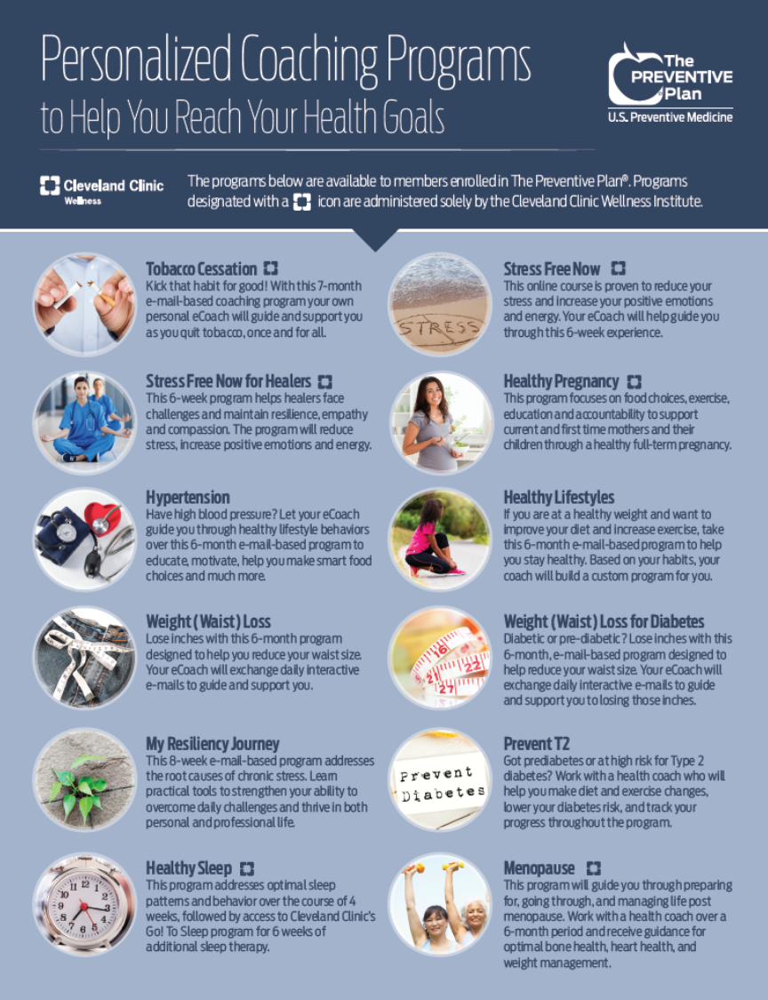 Personalized Coaching Programs
to Help You Reach Your Health Goals
The
PREVENTIVE
Plan
U.S. Preventive Medicine
Cleveland Clinic
Wellness
The programs below are available to members enrolled in The Preventive Plan®. Programs
designated with a icon are administered solely by the Cleveland Clinic Wellness Institute.
Tobacco Cessation
Kick that habit for good! With this 7-month
e-mail-based coaching program your own
personal eCoach will guide and support you
as you quit tobacco, once and for all.
STRESS
Stress Free Now
This online course is proven to reduce your
stress and increase your positive emotions
and energy. Your eCoach will help guide you
through this 6-week experience.
Stress Free Now for Healers
This 6-week program helps healers face
challenges and maintain resilience, empathy
and compassion. The program will reduce
stress, increase positive emotions and energy.
Healthy Pregnancy
This program focuses on food choices, exercise,
education and accountability to support
current and first time mothers and their
children through a healthy full-term pregnancy.
Hypertension
Have high blood pressure? Let your eCoach
guide you through healthy lifestyle behaviors
over this 6-month e-mail-based program to
educate, motivate, help you make smart food
choices and much more.
Healthy Lifestyles
If you are at a healthy weight and want to
improve your diet and increase exercise, take
this 6-month e-mail-based program to help
you stay healthy. Based on your habits, your
coach will build a custom program for you.
Weight (Waist) Loss
Lose inches with this 6-month program
designed to help you reduce your waist size.
Your eCoach will exchange daily interactive
e-mails to guide and support you.
16
21
22
27
Weight (Waist) Loss for Diabetes
Diabetic or pre-diabetic? Lose inches with this
6-month, e-mail-based program designed to
help reduce your waist size. Your eCoach will
exchange daily interactive e-mails to guide
and support you to losing those inches.
My Resiliency Journey
This 8-week e-mail-based program addresses
the root causes of chronic stress. Learn
practical tools to strengthen your ability to
overcome daily challenges and thrive in both
personal and professional life.
Prevent
Diabetes
Prevent T2
Got prediabetes or at high risk for Type 2
diabetes? Work with a health coach who will
help you make diet and exercise changes,
lower your diabetes risk, and track your
progress throughout the program.
12 1 2 3 4 5 6 7 8 9 10 11
Healthy Sleep
This program addresses optimal sleep
patterns and behavior over the course of 4
weeks, followed by access to Cleveland Clinic's
Go! To Sleep program for 6 weeks of
additional sleep therapy.
Menopause
This program will guide you through preparing
for, going through, and managing life post
menopause. Work with a health coach over a
6-month period and receive guidance for
optimal bone health, heart health, and
weight management.